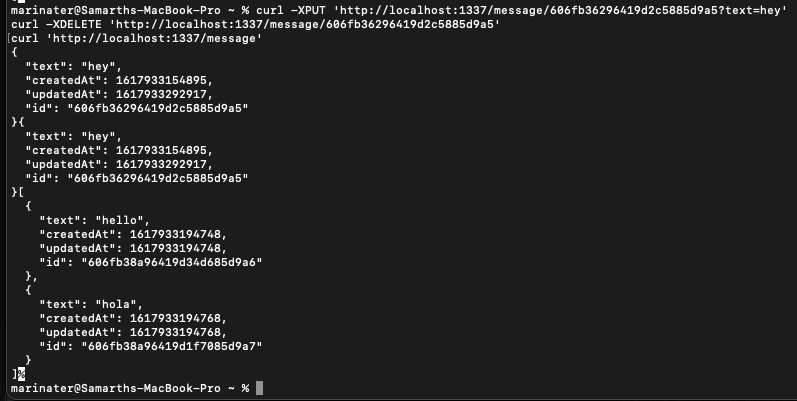 marinater@Samarths-MacBook-Pro ~ % curl -XPUT 'http://localhost:1337/message/606fb36296419d2c5885d9a5?text=hey'
curl -XDELETE 'http://localhost:1337/message/606fb36296419d2c5885d9a5'
[curl 'http://localhost:1337/message'
{
  "text": "hey",
  "createdAt": 1617933154895,
  "updatedAt": 1617933292917,
  "id": "606fb36296419d2c5885d9a5"
}{
  "text": "hey",
  "createdAt": 1617933154895,
  "updatedAt": 1617933292917,
  "id": "606fb36296419d2c5885d9a5"
}[
  {
    "text": "hello",
    "createdAt": 1617933194748,
    "updatedAt": 1617933194748,
    "id": "606fb38a96419d34d685d9a6"
  },
  {
    "text": "hola",
    "createdAt": 1617933194768,
    "updatedAt": 1617933194768,
    "id": "606fb38a96419d1f7085d9a7"
  }
]%
marinater@Samarths-MacBook-Pro ~ %